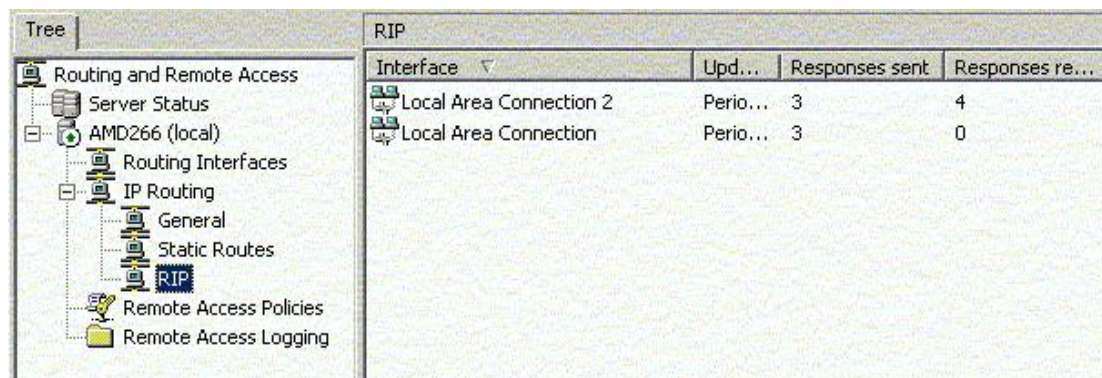 Tree
Routing and Remote Access
Server Status
AMD266 (local)
Routing Interfaces
IP Routing
General
Static Routes
RIP
Remote Access Policies
Remote Access Logging
RIP
Interface Upd... Responses sent Responses re...
Local Area Connection 2 Perio... 3 4
Local Area Connection Perio... 3 0